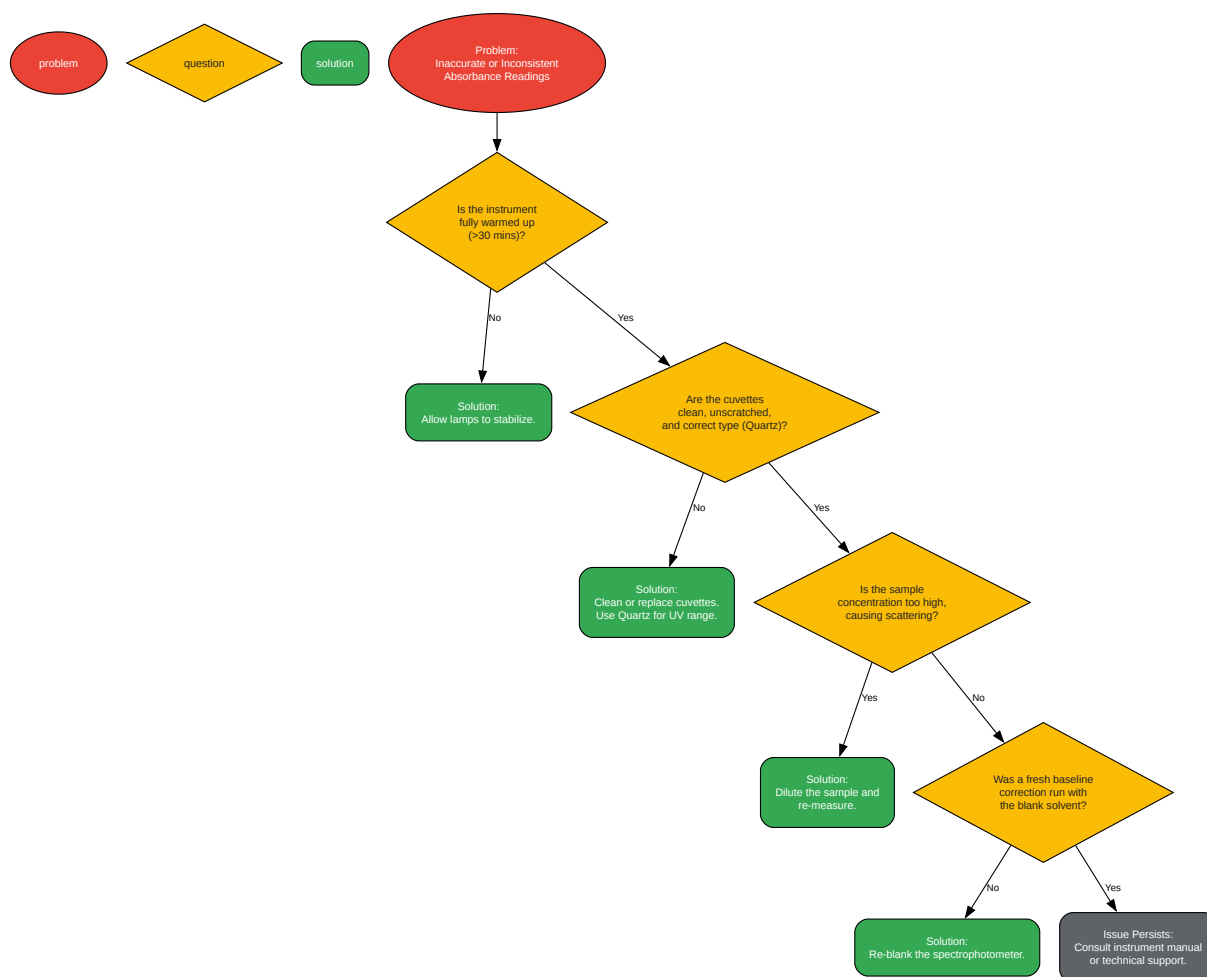 problem
question
solution
Problem:
Inaccurate or Inconsistent
Absorbance Readings
Is the instrument
fully warmed up
(>30 mins)?
No
Yes
Solution:
Allow lamps to stabilize.
Are the cuvettes
clean, unscratched,
and correct type (Quartz)?
No
Yes
Solution:
Clean or replace cuvettes.
Use Quartz for UV range.
Is the sample
concentration too high,
causing scattering?
Yes
No
Solution:
Dilute the sample and
re-measure.
Was a fresh baseline
correction run with
the blank solvent?
No
Yes
Solution:
Re-blank the spectrophotometer.
Issue Persists:
Consult instrument manual
or technical support.